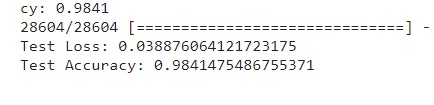 cy: 0.9841
28604/28604 [==============================] -
Test Loss: 0.038876064121723175
Test Accuracy: 0.9841475486755371